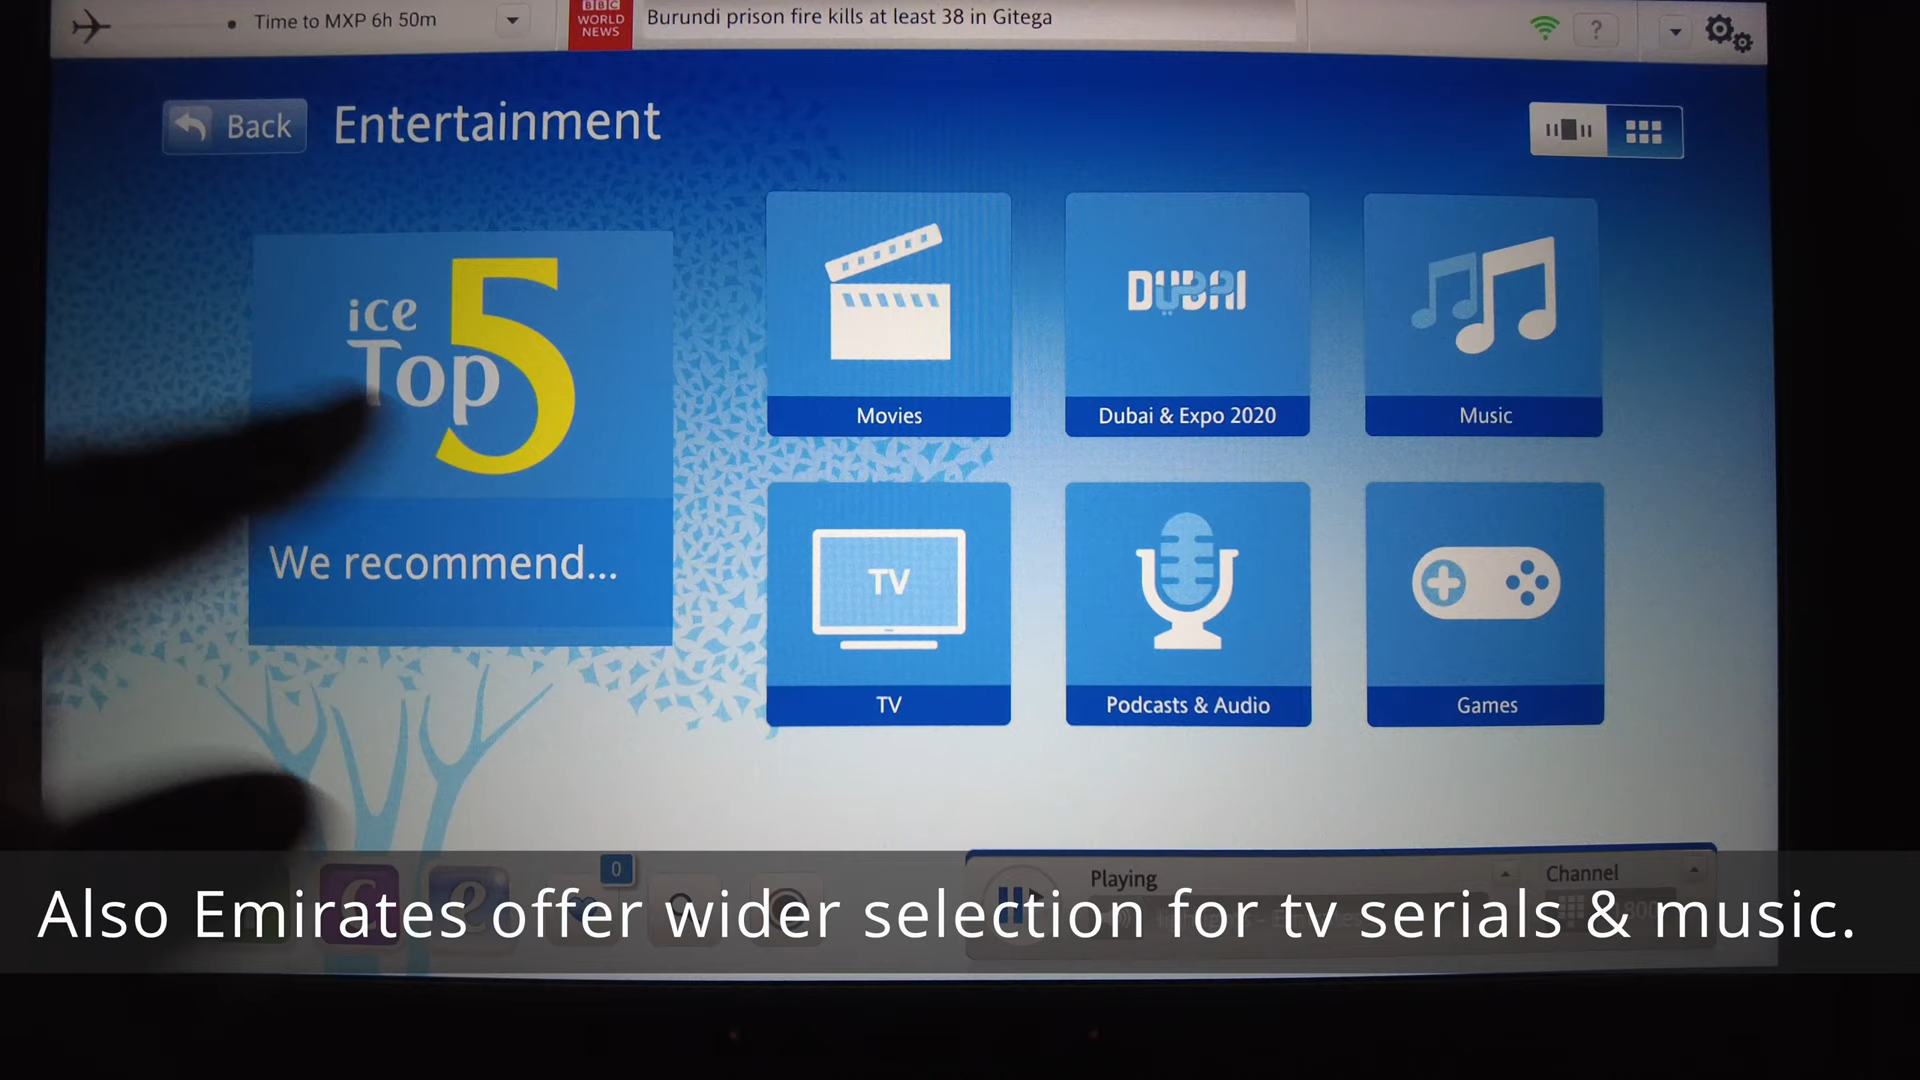 Time to MXP 6h 50m
BBC
WORLD
NEWS
Burundi prison fire kills at least 38 in Gitega
?
Back
Entertainment
ice
Top
5
We recommend...
Movies
DUBAI
Dubai & Expo 2020
Music
TV
TV
Podcasts & Audio
Games
0
Playing
Channel
Also Emirates offer wider selection for tv serials & music.